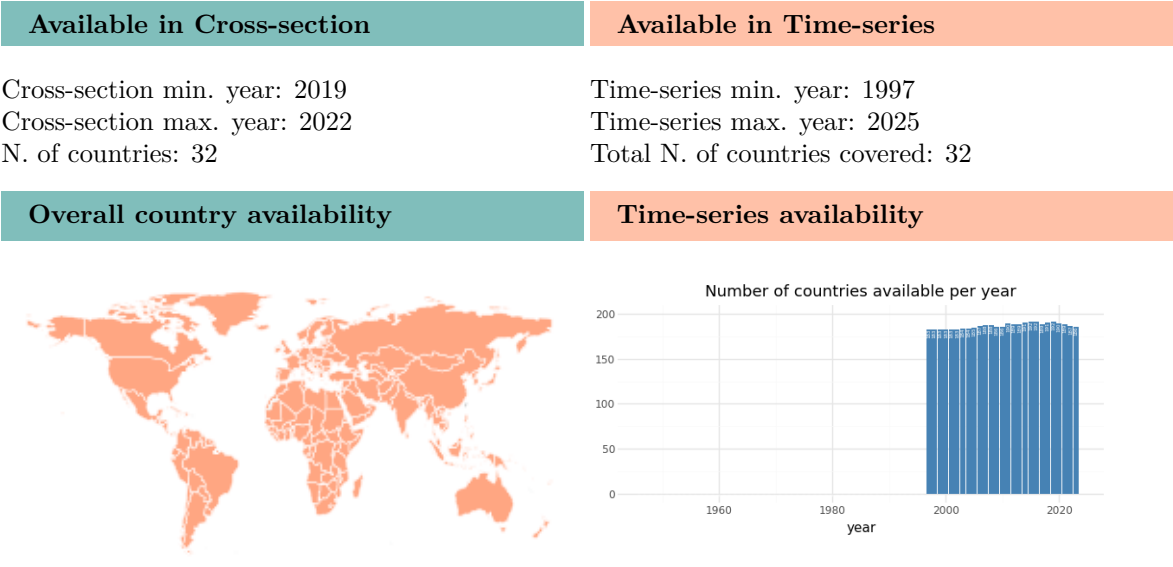 Available in Cross-section
Available in Time-series
Cross-section min. year: 2019
Cross-section max. year: 2022
N. of countries: 32
Time-series min. year: 1997
Time-series max. year: 2025
Total N. of countries covered: 32
Overall country availability
Time-series availability
Number of countries available per year
200
150
100
50
0
1960 1980 2000 2020
year